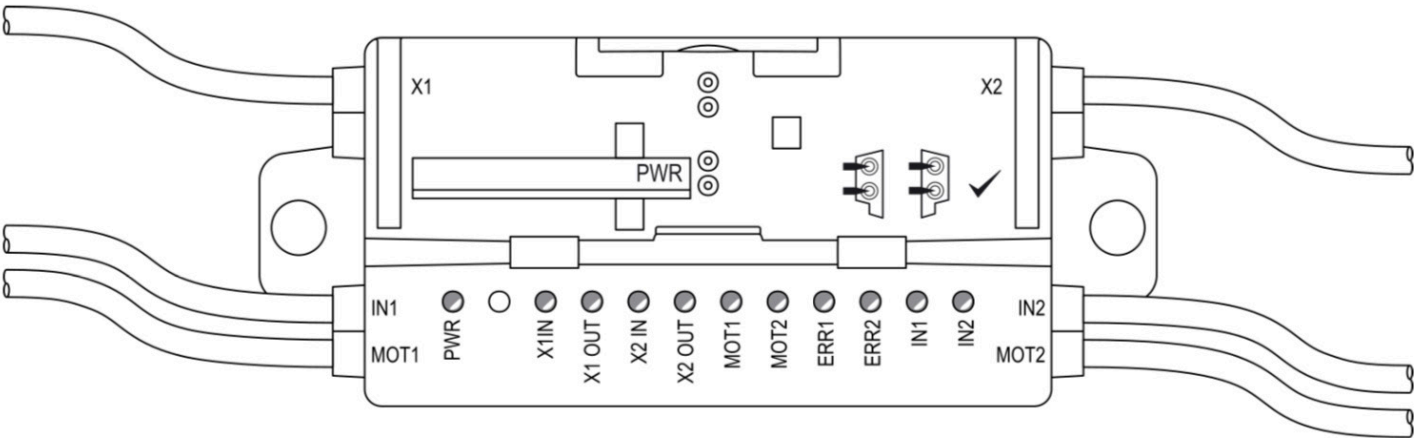 X1
X2
PWR
IN1
IN2
MOT1
MOT2
PWR
X1IN
X1 OUT
X2 IN
X2 OUT
MOT1
MOT2
ERR1
ERR2
IN1
IN2